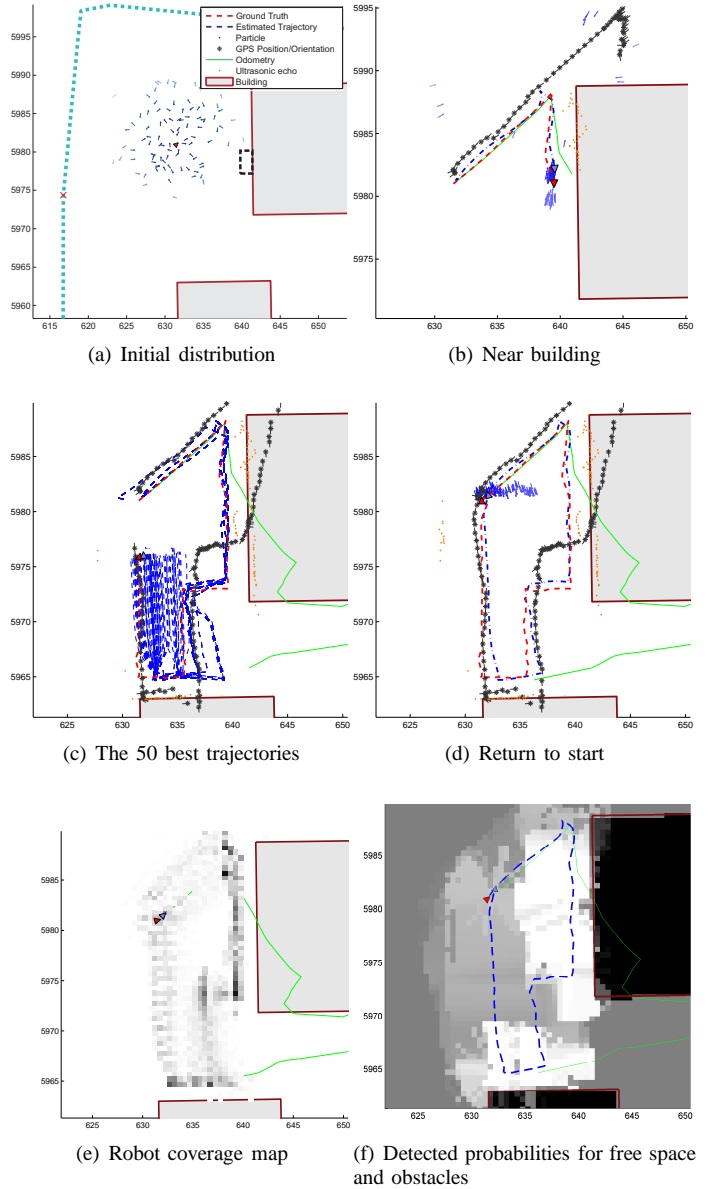 Ground Truth
Estimated Trajectory
Particle
GPS Position/Orientation
Odometry
Ultrasonic echo
Building
5995
5990
5985
5980
5975
5970
5965
5960
615 620 625 630 635 640 645 650
(a) Initial distribution
5995
5990
5985
5980
5975
630 635 640 645 650
(b) Near building
5985
5980
5975
5970
5965
625 630 635 640 645 650
(c) The 50 best trajectories
5985
5980
5975
5970
5965
625 630 635 640 645 650
(d) Return to start
5985
5980
5975
5970
5965
625 630 635 640 645 650
(e) Robot coverage map
5985
5980
5975
5970
5965
625 630 635 640 645 650
(f) Detected probabilities for free space
and obstacles